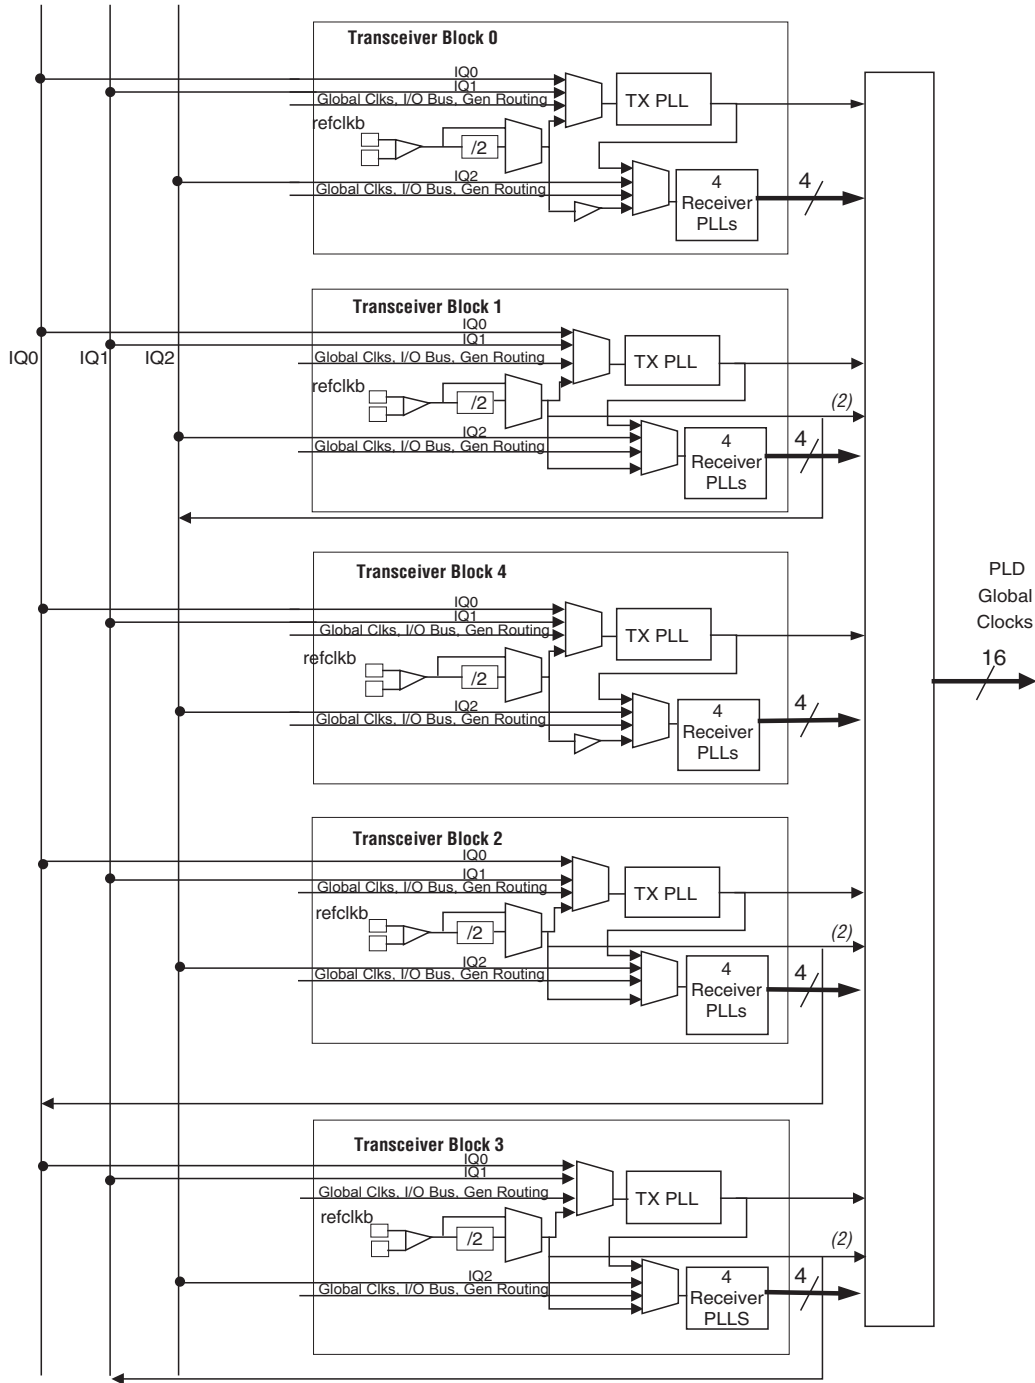 Transceiver Block 0
IQ0
IQ1
Global Clks, I/O Bus, Gen Routing
TX PLL
refclkb
/2
IQ2
Global Clks, I/O Bus, Gen Routing
4
Receiver
PLLs
4
Transceiver Block 1
IQ0
IQ1
IQ0
IQ1
IQ2
Global Clks, I/O Bus, Gen Routing
TX PLL
refclkb
/2
(2)
IQ2
Global Clks, I/O Bus, Gen Routing
4
Receiver
PLLs
4
Transceiver Block 4
IQ0
IQ1
Global Clks, I/O Bus, Gen Routing
TX PLL
refclkb
/2
IQ2
Global Clks, I/O Bus, Gen Routing
4
Receiver
PLLs
4
PLD
Global
Clocks
16
Transceiver Block 2
IQ0
IQ1
Global Clks, I/O Bus, Gen Routing
TX PLL
refclkb
/2
(2)
IQ2
Global Clks, I/O Bus, Gen Routing
4
Receiver
PLLs
4
Transceiver Block 3
IQ0
IQ1
Global Clks, I/O Bus, Gen Routing
TX PLL
refclkb
/2
(2)
IQ2
Global Clks, I/O Bus, Gen Routing
4
Receiver
PLLS
4